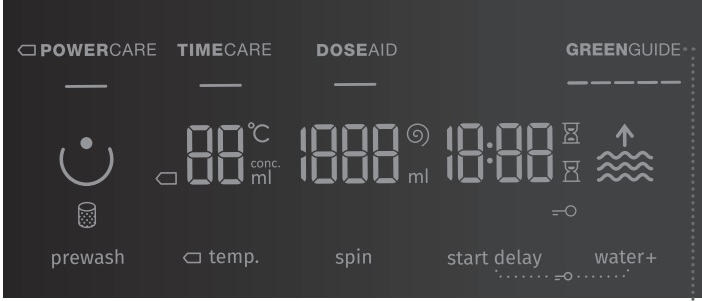 POWERCARE TIMECARE DOSEAID GREENGUIDE
88 °C 1888 18:88
conc.
ml ml
prewash temp. spin start delay water+